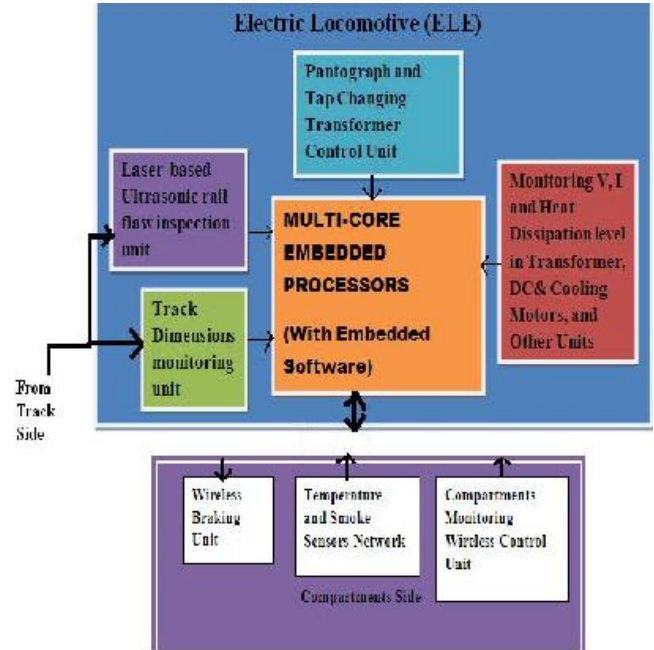 Electric Locomotive (ELE)
Pantograph and
Tap Changing
Transformer
Control Unit
Laser based
Ultrasonic rail
flaw inspection
unit
MULTI-CORE
EMBEDDED
PROCESSORS
(With Embedded
Software)
Monitoring V, I
and Heat
Dissipation level
in Transformer,
DC& Cooling
Motors, and
Other Units
Track
Dimensions
monitoring
unit
From
Track
Side
Wireless
Braking
Unit
Temperature
and Smoke
Sensors Network
Compartments
Monitoring
Wireless Control
Unit
Compartments Side